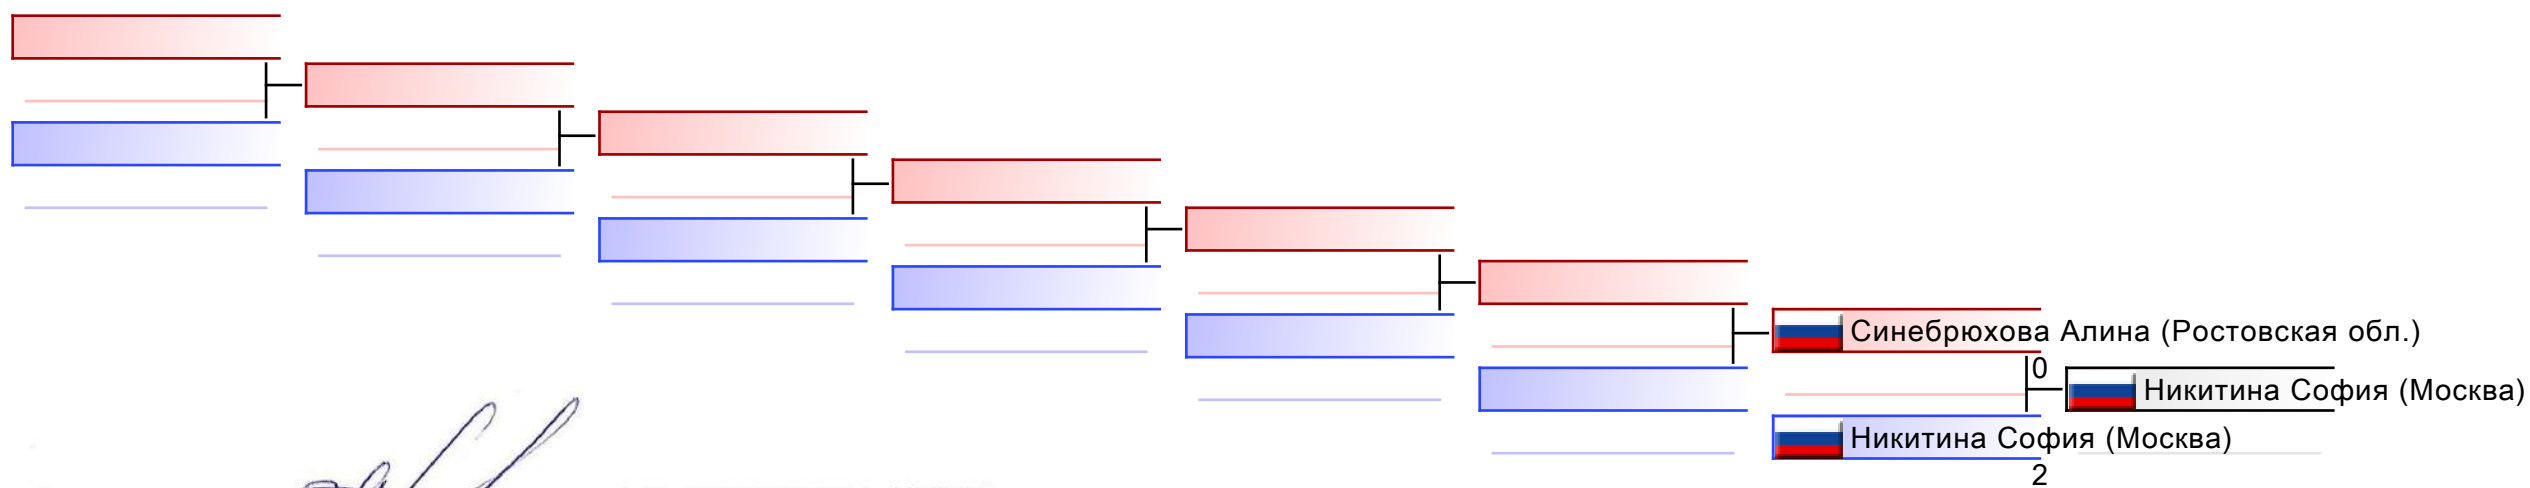 Синебрюхова Алина (Ростовская обл.)
0
Никитина София (Москва)
Никитина София (Москва)
2